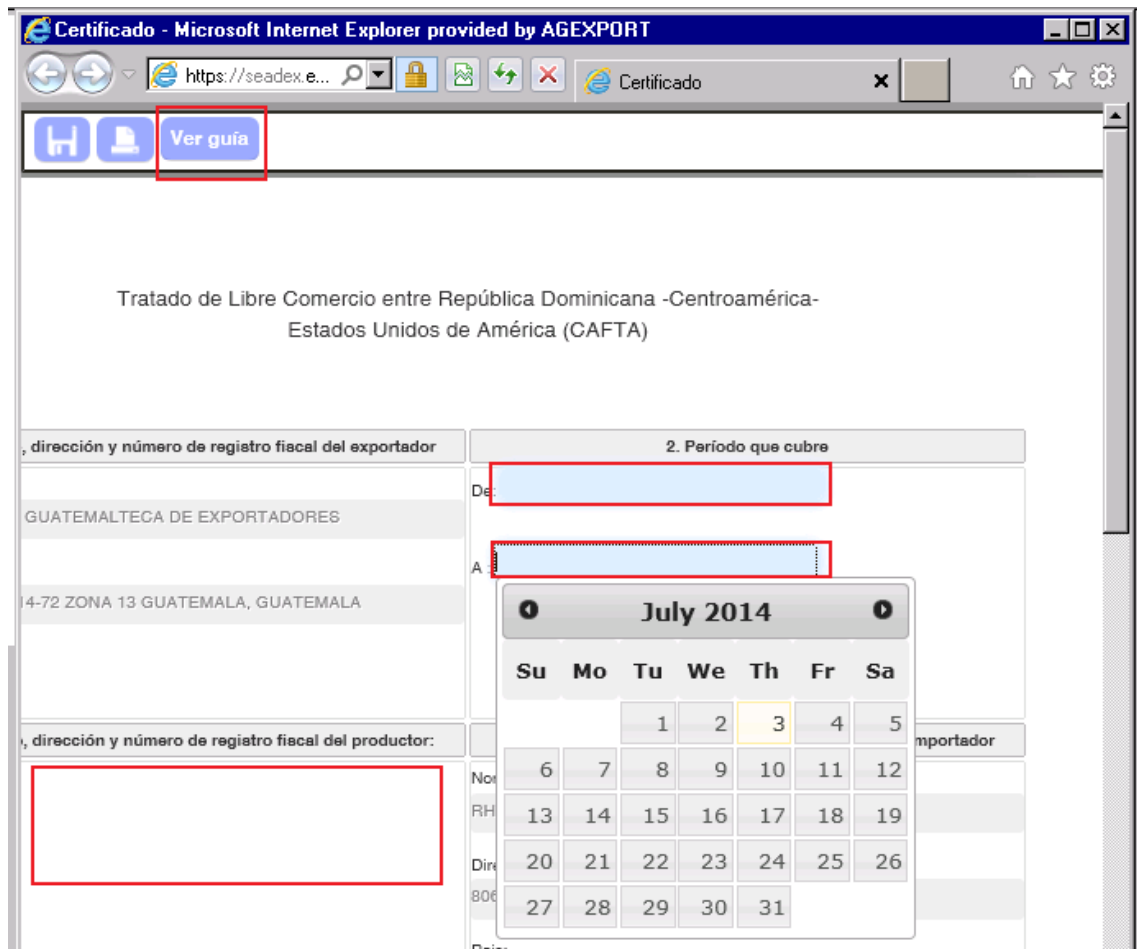 Certificado - Microsoft Internet Explorer provided by AGEXPORT
https://seadex.e...
Certificado
Ver guía
Tratado de Libre Comercio entre República Dominicana -Centroamérica-
Estados Unidos de América (CAFTA)
, dirección y número de registro fiscal del exportador
2. Período que cubre
De:
GUATEMALTECA DE EXPORTADORES
A :
14-72 ZONA 13 GUATEMALA, GUATEMALA
July 2014
Su Mo Tu We Th Fr Sa
1 2 3 4 5
, dirección y número de registro fiscal del productor:
mportador
6 7 8 9 10 11 12
Nor
RH
13 14 15 16 17 18 19
Dire
20 21 22 23 24 25 26
806
27 28 29 30 31